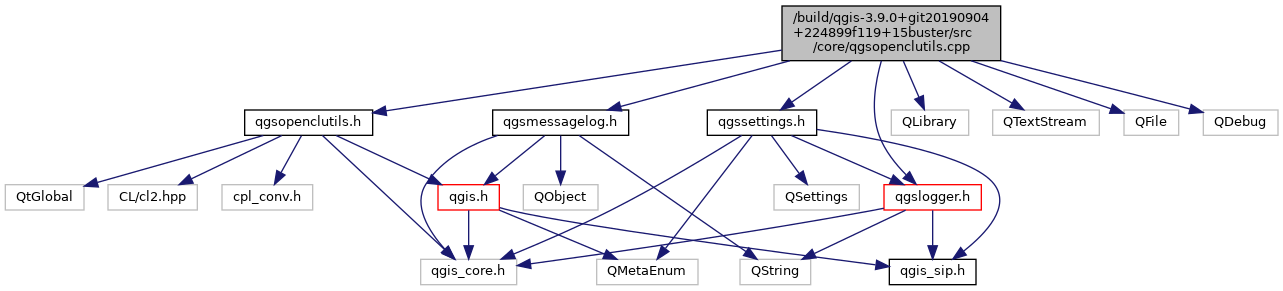 /build/qgis-3.9.0+git20190904
+224899f119+15buster/src
/core/qgsopenclutils.cpp
qgsopenclutils.h
qgsmessagelog.h
qgssettings.h
QLibrary
QTextStream
QFile
QDebug
QtGlobal
CL/cl2.hpp
cpl_conv.h
qgis.h
QObject
QSettings
qgslogger.h
qgis_core.h
QMetaEnum
QString
qgis_sip.h